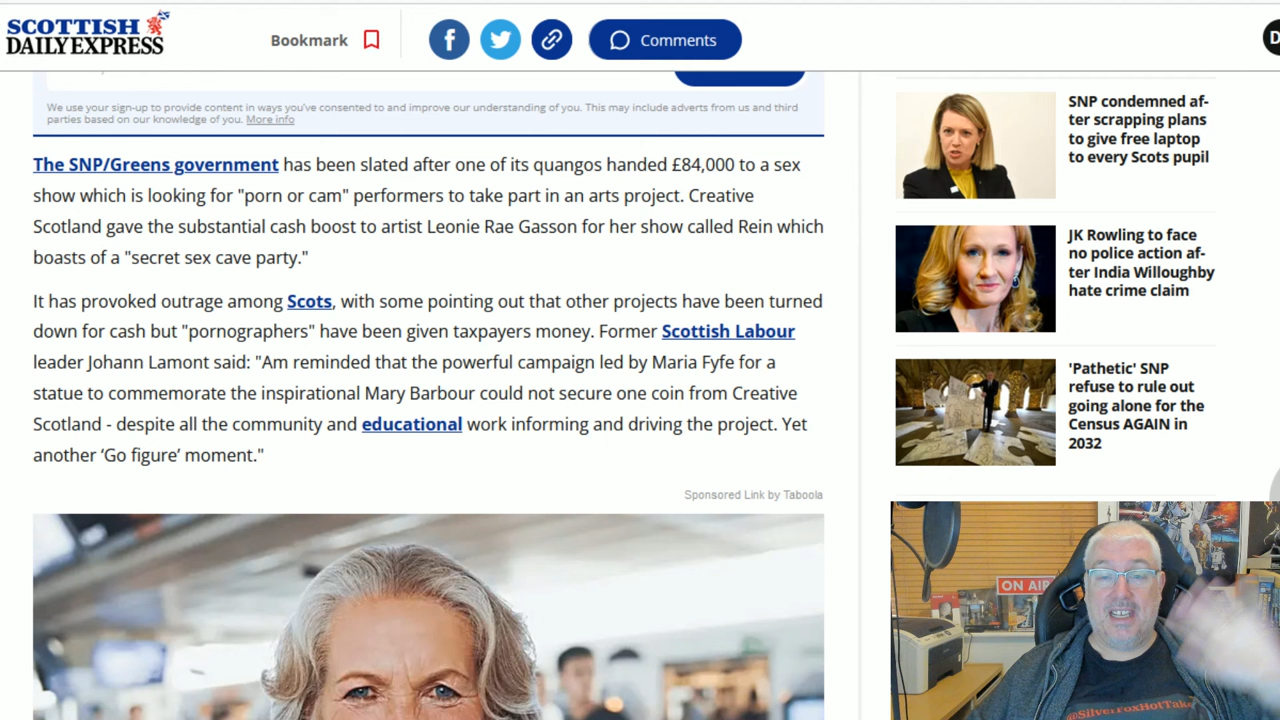 SCOTTISH
DAILY EXPRESS
Bookmark
f
Comments
D
We use your sign-up to provide content in ways you've consented to and improve our understanding of you. This may include adverts from us and third
parties based on our knowledge of you. More info
The SNP/Greens government has been slated after one of its quangos handed £84,000 to a sex
show which is looking for "porn or cam" performers to take part in an arts project. Creative
Scotland gave the substantial cash boost to artist Leonie Rae Gasson for her show called Rein which
boasts of a "secret sex cave party."
It has provoked outrage among Scots, with some pointing out that other projects have been turned
down for cash but "pornographers" have been given taxpayers money. Former Scottish Labour
leader Johann Lamont said: "Am reminded that the powerful campaign led by Maria Fyfe for a
statue to commemorate the inspirational Mary Barbour could not secure one coin from Creative
Scotland - despite all the community and educational work informing and driving the project. Yet
another ‘Go figure’ moment."
Sponsored Link by Taboola
SNP condemned af-
ter scrapping plans
to give free laptop
to every Scots pupil
JK Rowling to face
no police action af-
ter India Willoughby
hate crime claim
'Pathetic' SNP
refuse to rule out
going alone for the
Census AGAIN in
2032
ON AIR
@SilverFoxHotTake